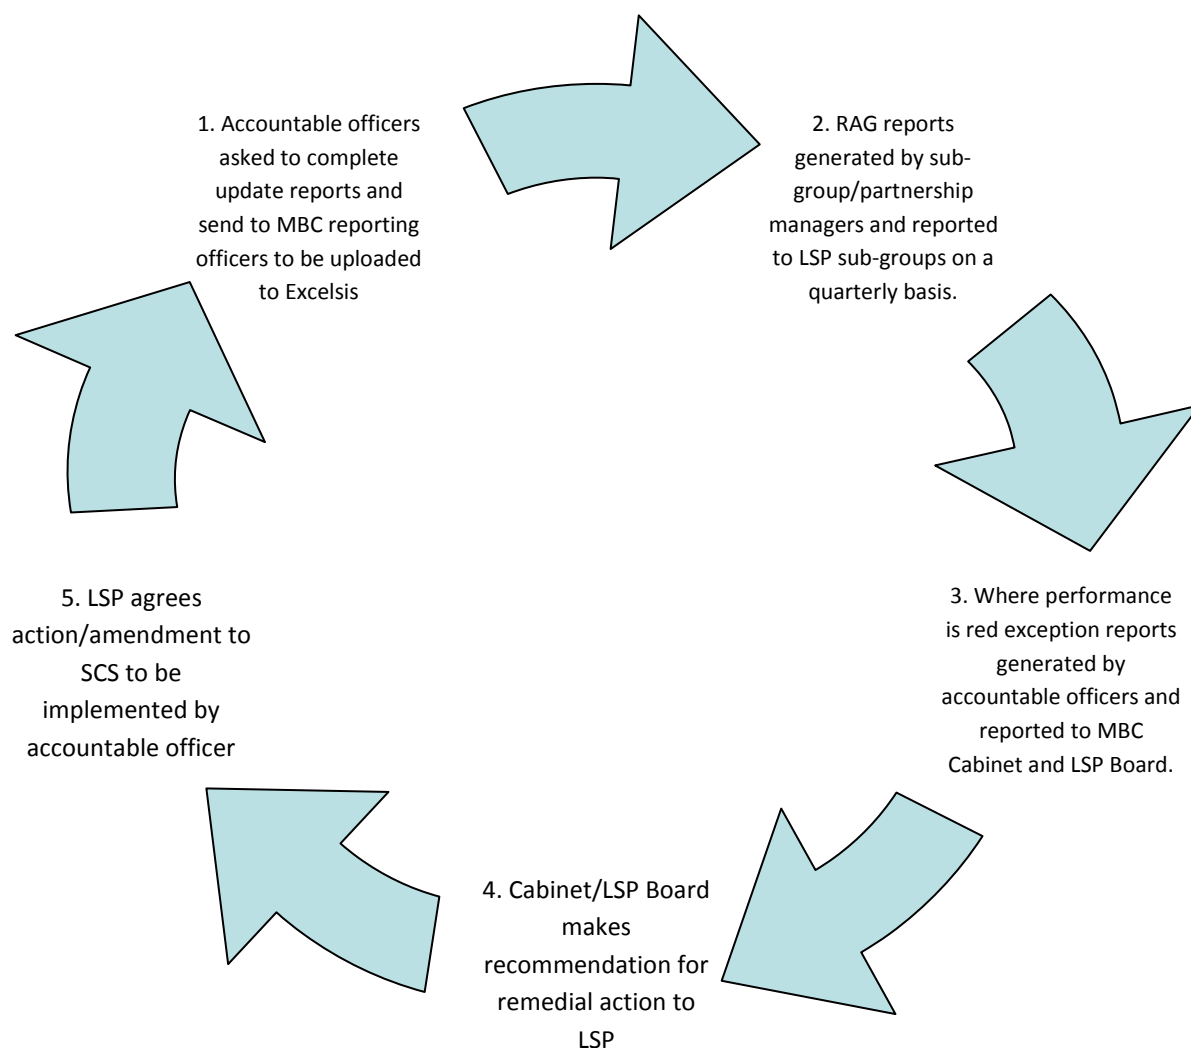 1. Accountable officers
asked to complete
update reports and
send to MBC reporting
officers to be uploaded
to Excelsis
2. RAG reports
generated by sub-
group/partnership
managers and reported
to LSP sub-groups on a
quarterly basis.
3. Where performance
is red exception reports
generated by
accountable officers and
reported to MBC
Cabinet and LSP Board.
4. Cabinet/LSP Board
makes
recommendation for
remedial action to
LSP
5. LSP agrees
action/amendment to
SCS to be
implemented by
accountable officer